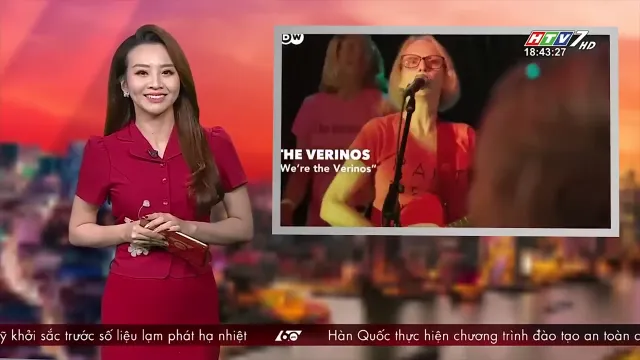 DW
HTV7 HD
18:43:27
THE VERINOS
We're the Verinos"
ỹ khởi sắc trước số liệu lạm phát hạ nhiệt 60 Hàn Quốc thực hiện chương trình đào tạo an toàn